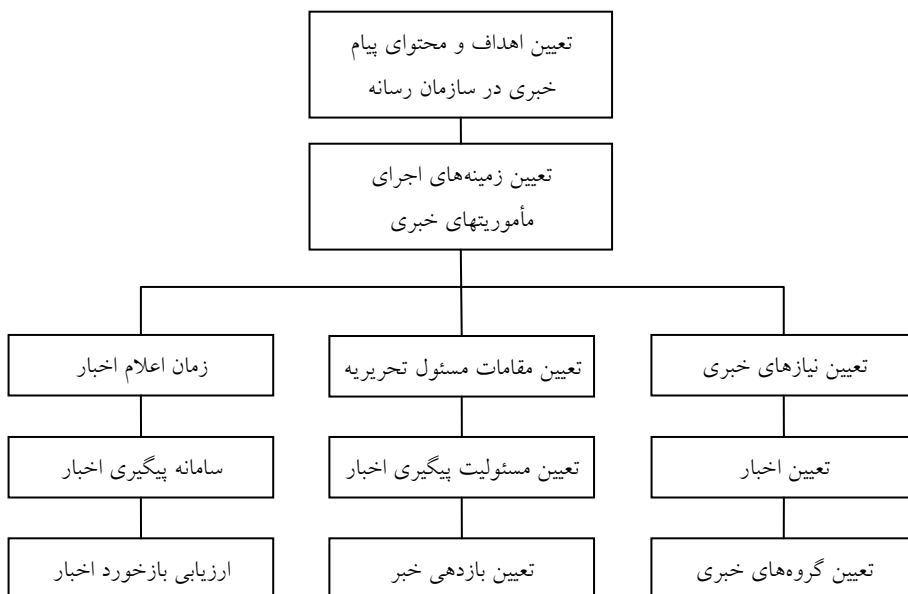 تعیین اهداف و محتوای پیام
خبری در سازمان رسانه
تعیین زمینه‌های اجرای
مأموریتهای خبری
تعیین نیازهای خبری
تعیین مقامات مسئول تحریریه
زمان اعلام اخبار
تعیین اخبار
تعیین مسئولیت پیگیری اخبار
سامانه پیگیری اخبار
تعیین گروه‌های خبری
تعیین بازدهی خبر
ارزیابی بازخورد اخبار